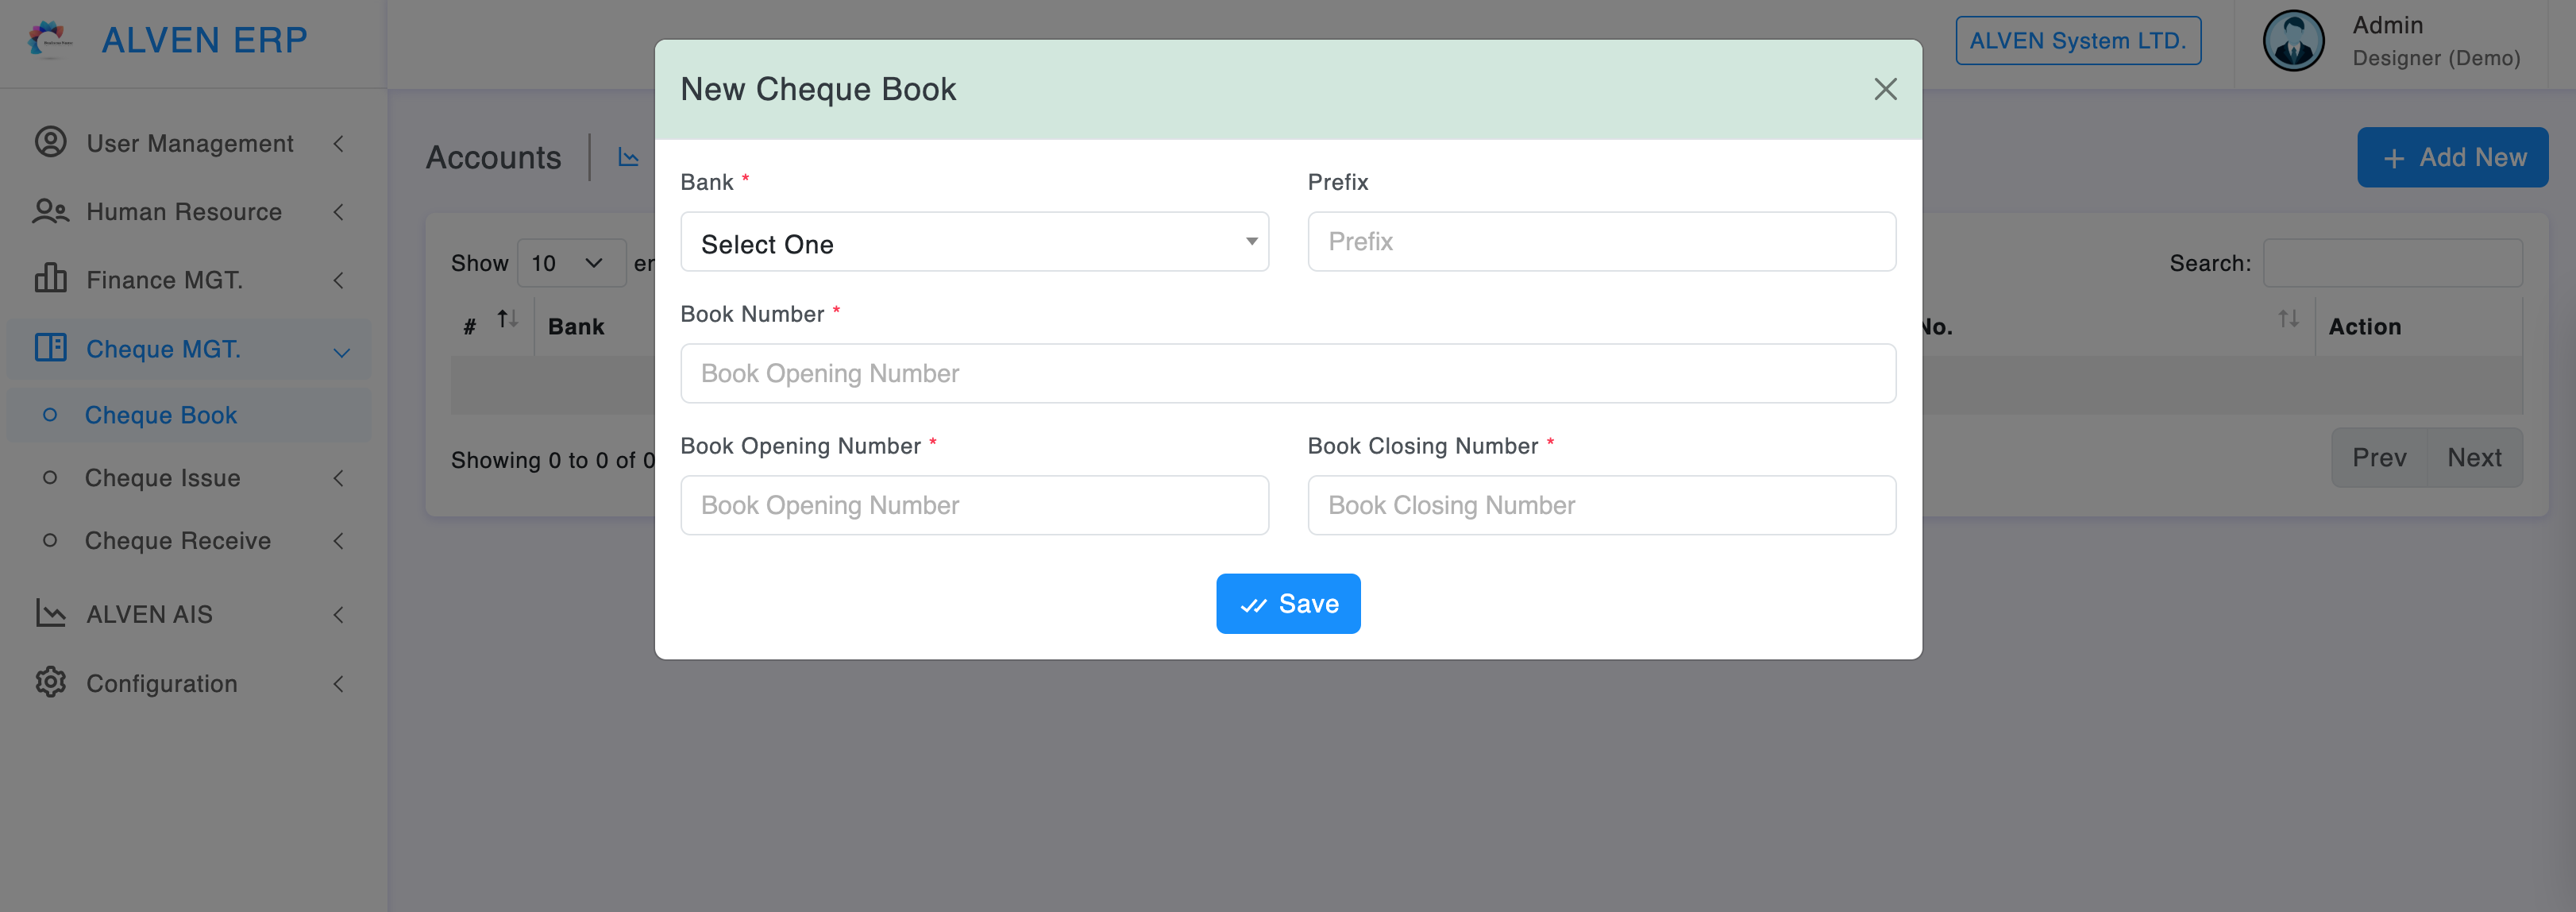 ALVEN ERP
ALVEN System LTD.
Admin
Designer (Demo)
User Management
Human Resource
Finance MGT.
Cheque MGT.
Cheque Book
Cheque Issue
Cheque Receive
ALVEN AIS
Configuration
Accounts
+ Add New
Show 10 er
Search:
# Bank
No. Action
Showing 0 to 0 of 0
Prev Next
New Cheque Book
Bank * Prefix
Select One Prefix
Book Number *
Book Opening Number
Book Opening Number * Book Closing Number *
Book Opening Number Book Closing Number
Save